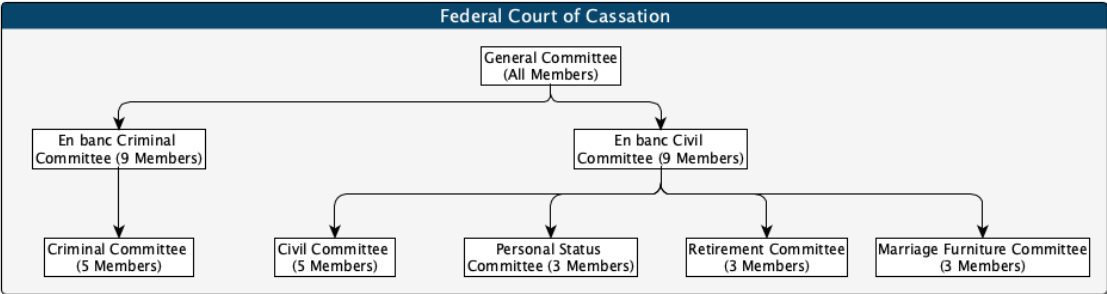 Federal Court of Cassation
General Committee
(All Members)
En banc Criminal
Committee (9 Members)
En banc Civil
Committee (9 Members)
Criminal Committee
(5 Members)
Civil Committee
(5 Members)
Personal Status
Committee (3 Members)
Retirement Committee
(3 Members)
Marriage Furniture Committee
(3 Members)